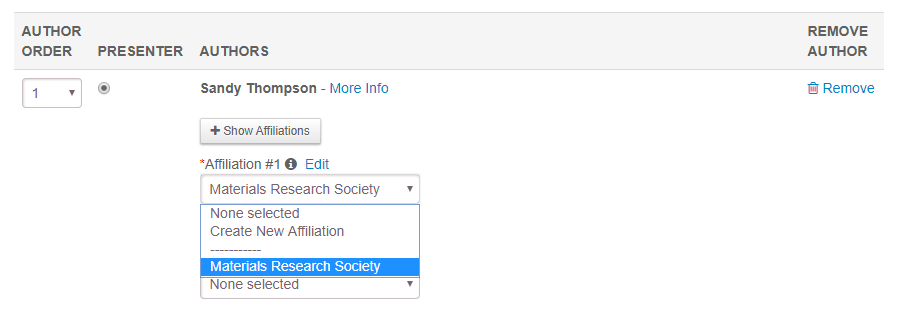 AUTHOR ORDER PRESENTER AUTHORS REMOVE AUTHOR
1 Sandy Thompson - More Info Remove
Show Affiliations
*Affiliation #1 Edit
Materials Research Society
None selected
Create New Affiliation
-----------
Materials Research Society
None selected